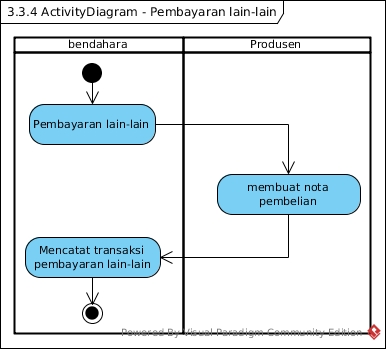 3.3.4 ActivityDiagram - Pembayaran lain-lain
bendahara
Produsen
Pembayaran lain-lain
membuat nota
pembelian
Mencatat transaksi
pembayaran lain-lain
Powered By Visual Paradigm Community Edition